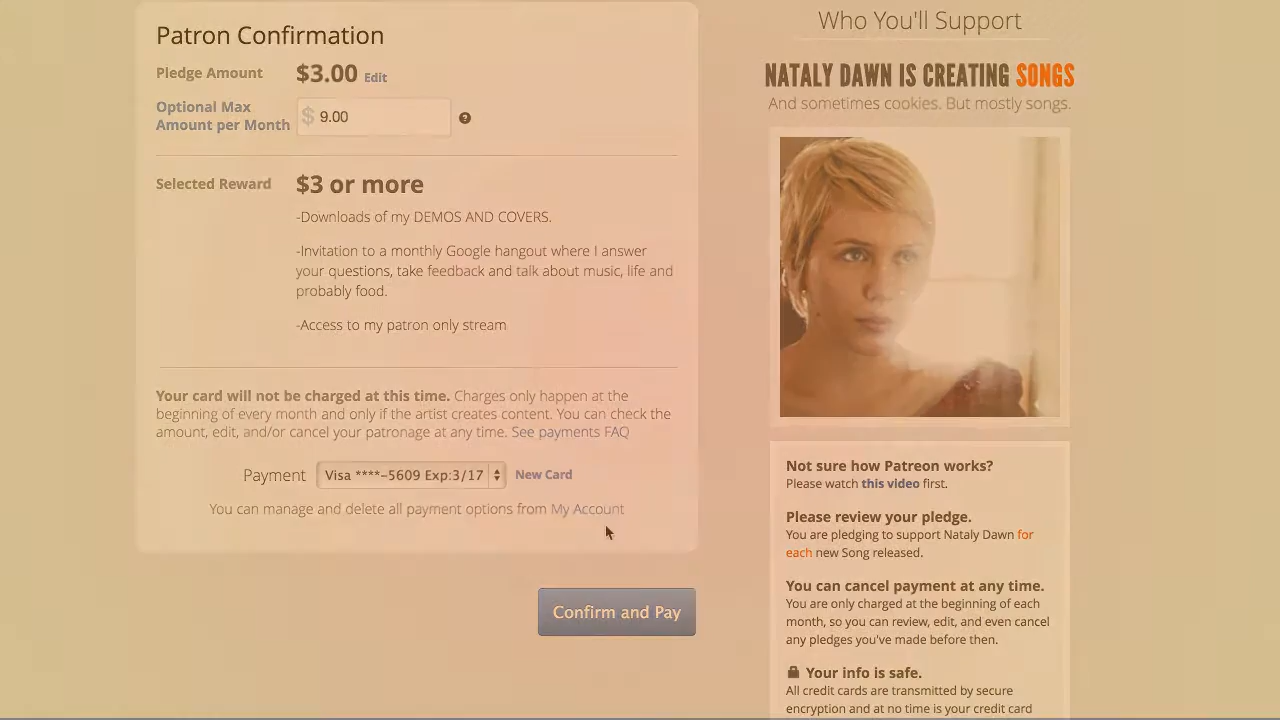 Patron Confirmation
Pledge Amount $3.00 Edit
Optional Max
Amount per Month $ 9.00 ?
Selected Reward $3 or more
-Downloads of my DEMOS AND COVERS.
-Invitation to a monthly Google hangout where I answer
your questions, take feedback and talk about music, life and
probably food.
-Access to my patron only stream
Your card will not be charged at this time. Charges only happen at the
beginning of every month and only if the artist creates content. You can check the
amount, edit, and/or cancel your patronage at any time. See payments FAQ
Payment Visa ****-5609 Exp:3/17 New Card
You can manage and delete all payment options from My Account
Confirm and Pay
Who You'll Support
NATALY DAWN IS CREATING SONGS
And sometimes cookies. But mostly songs.
Not sure how Patreon works?
Please watch this video first.
Please review your pledge.
You are pledging to support Nataly Dawn for
each new Song released.
You can cancel payment at any time.
You are only charged at the beginning of each
month, so you can review, edit, and even cancel
any pledges you've made before then.
Your info is safe.
All credit cards are transmitted by secure
encryption and at no time is your credit card